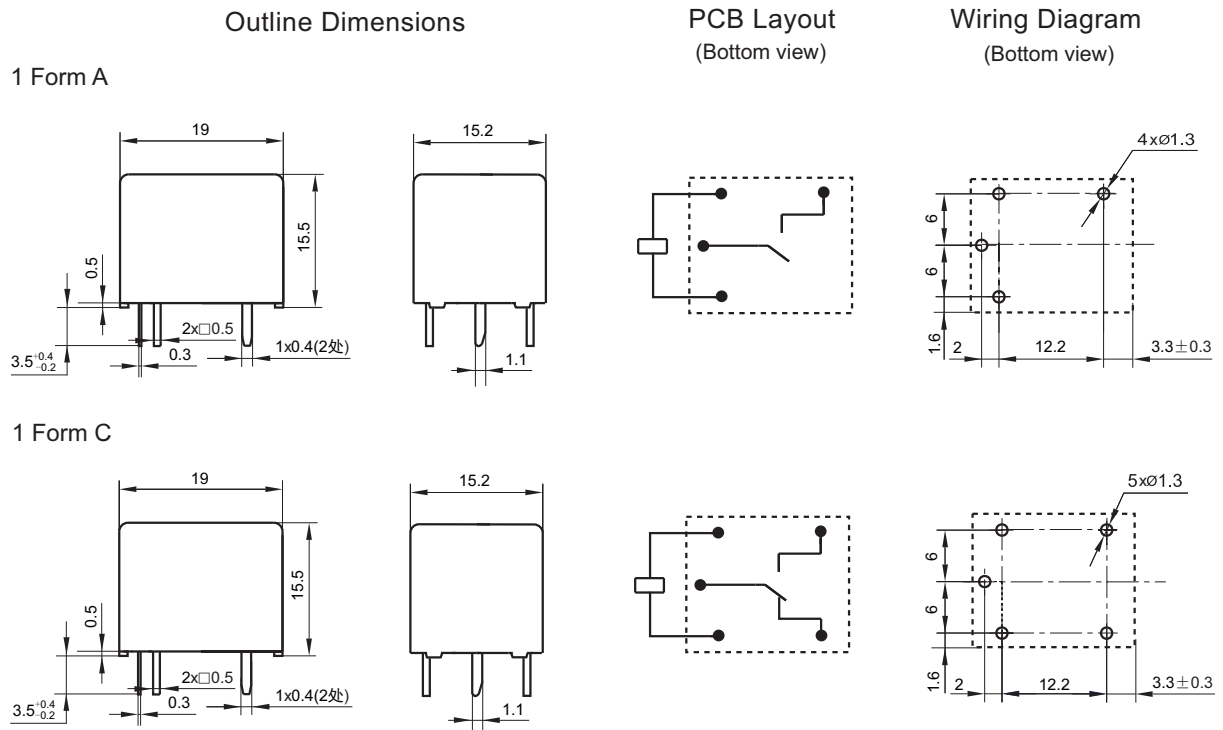 Outline Dimensions
PCB Layout
(Bottom view)
Wiring Diagram
(Bottom view)
1 Form A
19
15.5
0.5
3.5 +0.4 -0.2
2x□0.5
0.3
1x0.4(2处)
15.2
1.1
4xØ1.3
6
6
1.6
2
12.2
3.3±0.3
1 Form C
19
15.5
0.5
3.5 +0.4 -0.2
2x□0.5
0.3
1x0.4(2处)
15.2
1.1
5xØ1.3
6
6
1.6
2
12.2
3.3±0.3